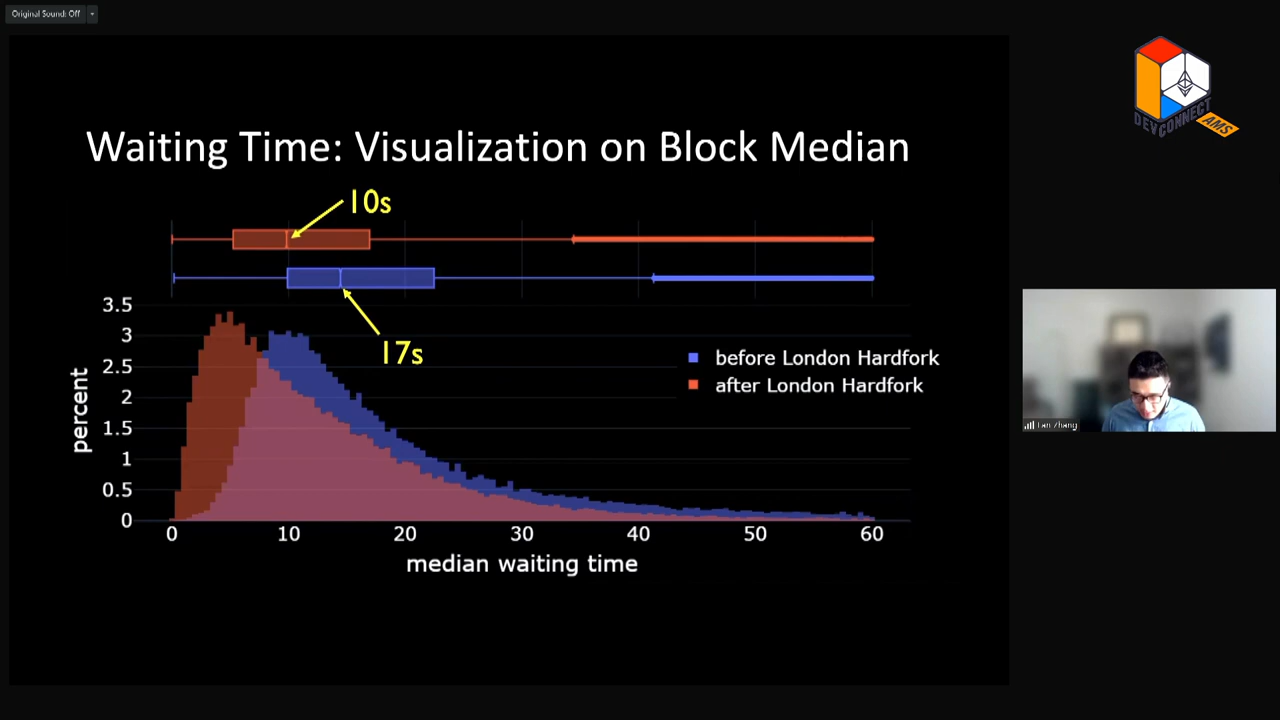 Original Sound: Off
DEVCONNECT
AMS
Waiting Time: Visualization on Block Median
10s
17s
3.5
3
2.5
2
1.5
1
0.5
0
percent
before London Hardfork
after London Hardfork
0 10 20 30 40 50 60
median waiting time
Zhang